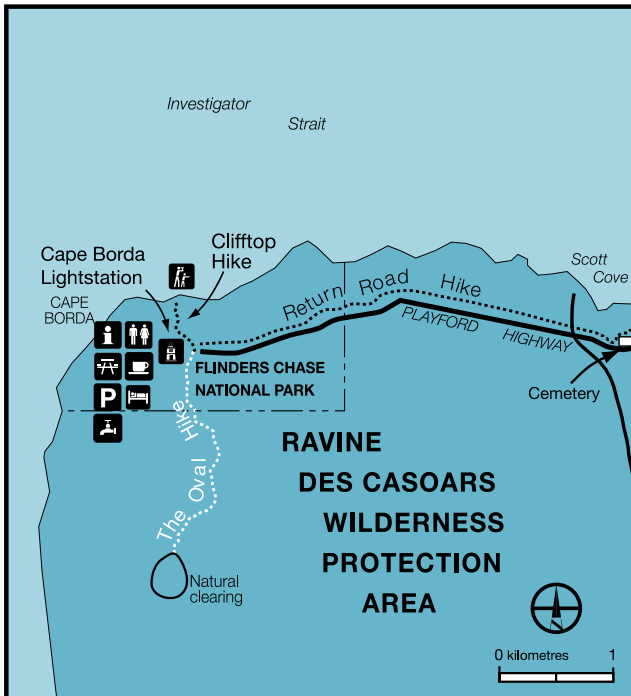 Investigator
Strait
Cape Borda
Lightstation
Clifftop
Hike
Scott
Cove
CAPE
BORDA
Return Road Hike
PLAYFORD HIGHWAY
i
P
FLINDERS CHASE
NATIONAL PARK
Cemetery
The Oval Hike
RAVINE
DES CASOARS
WILDERNESS
PROTECTION
AREA
Natural
clearing
0 kilometres 1